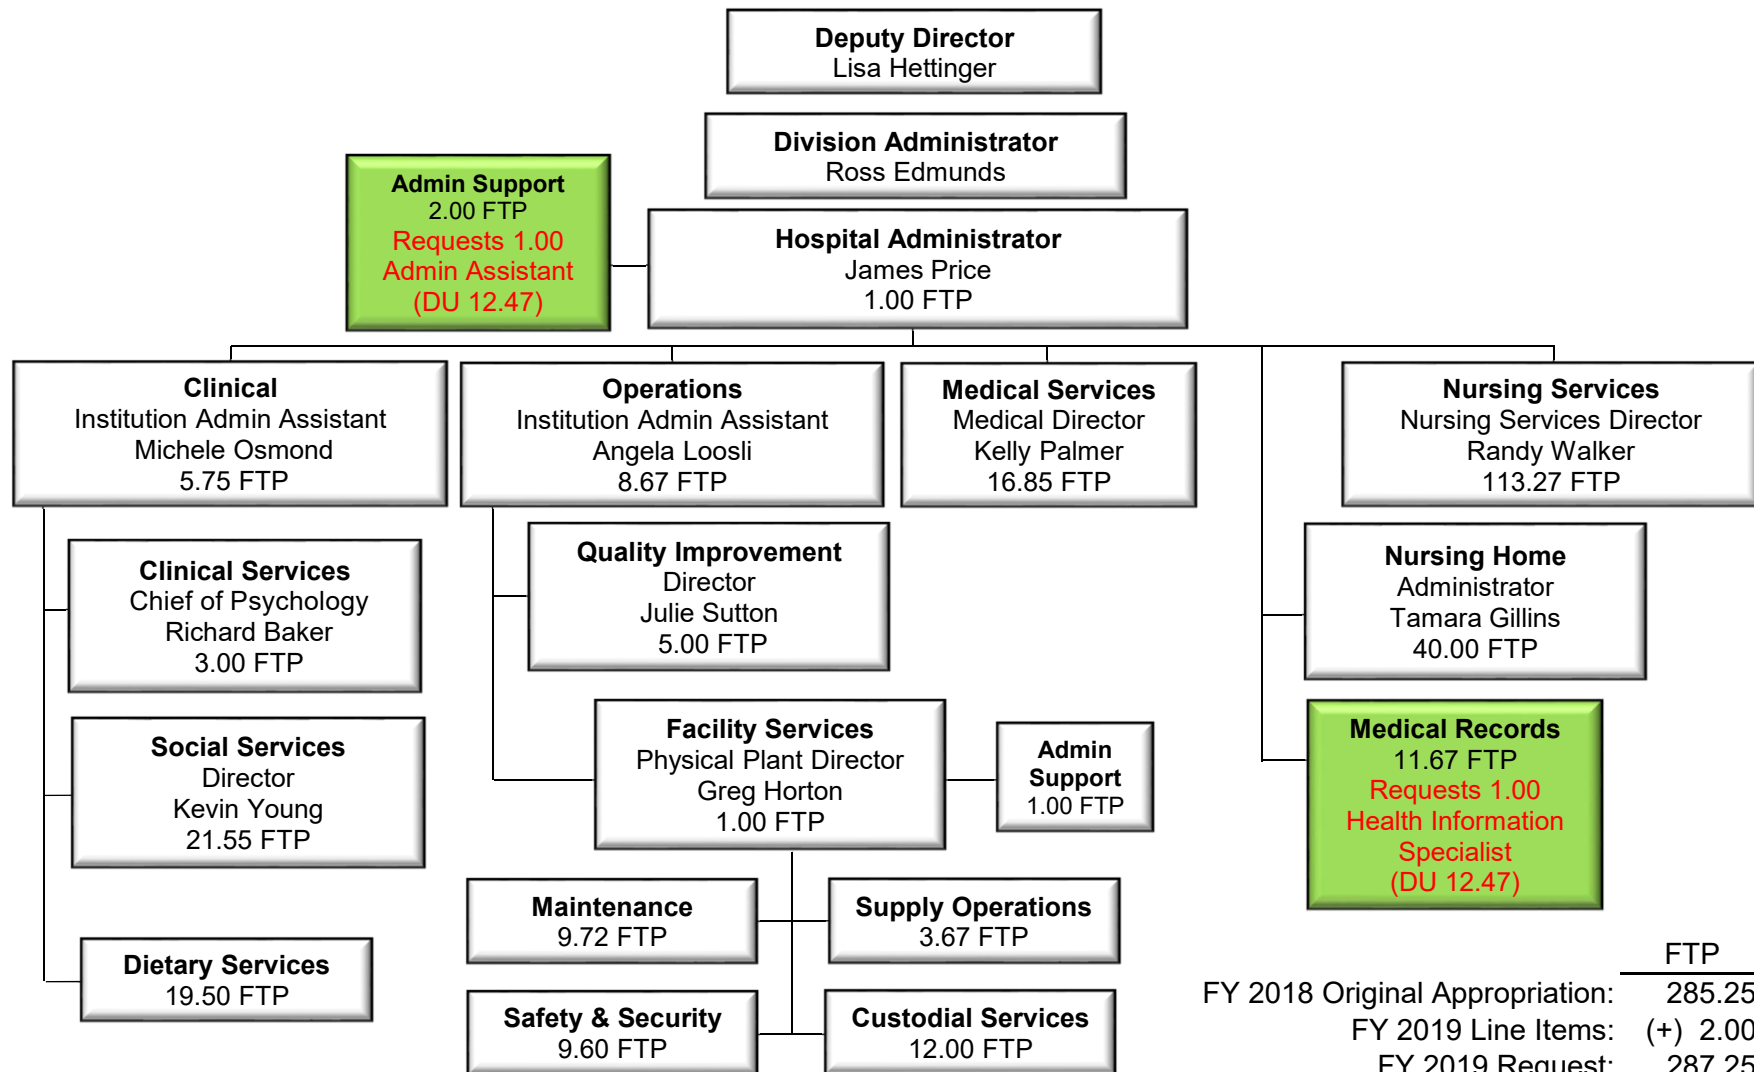 Deputy Director
Lisa Hettinger
Division Administrator
Ross Edmunds
Admin Support
2.00 FTP
Requests 1.00
Admin Assistant
(DU 12.47)
Hospital Administrator
James Price
1.00 FTP
Clinical
Institution Admin Assistant
Michele Osmond
5.75 FTP
Operations
Institution Admin Assistant
Angela Loosli
8.67 FTP
Medical Services
Medical Director
Kelly Palmer
16.85 FTP
Nursing Services
Nursing Services Director
Randy Walker
113.27 FTP
Clinical Services
Chief of Psychology
Richard Baker
3.00 FTP
Quality Improvement
Director
Julie Sutton
5.00 FTP
Nursing Home
Administrator
Tamara Gillins
40.00 FTP
Social Services
Director
Kevin Young
21.55 FTP
Facility Services
Physical Plant Director
Greg Horton
1.00 FTP
Admin
Support
1.00 FTP
Medical Records
11.67 FTP
Requests 1.00
Health Information
Specialist
(DU 12.47)
Maintenance
9.72 FTP
Supply Operations
3.67 FTP
Dietary Services
19.50 FTP
Safety & Security
9.60 FTP
Custodial Services
12.00 FTP
FTP
FY 2018 Original Appropriation: 285.25
FY 2019 Line Items: (+) 2.00
FY 2019 Request: 287.25